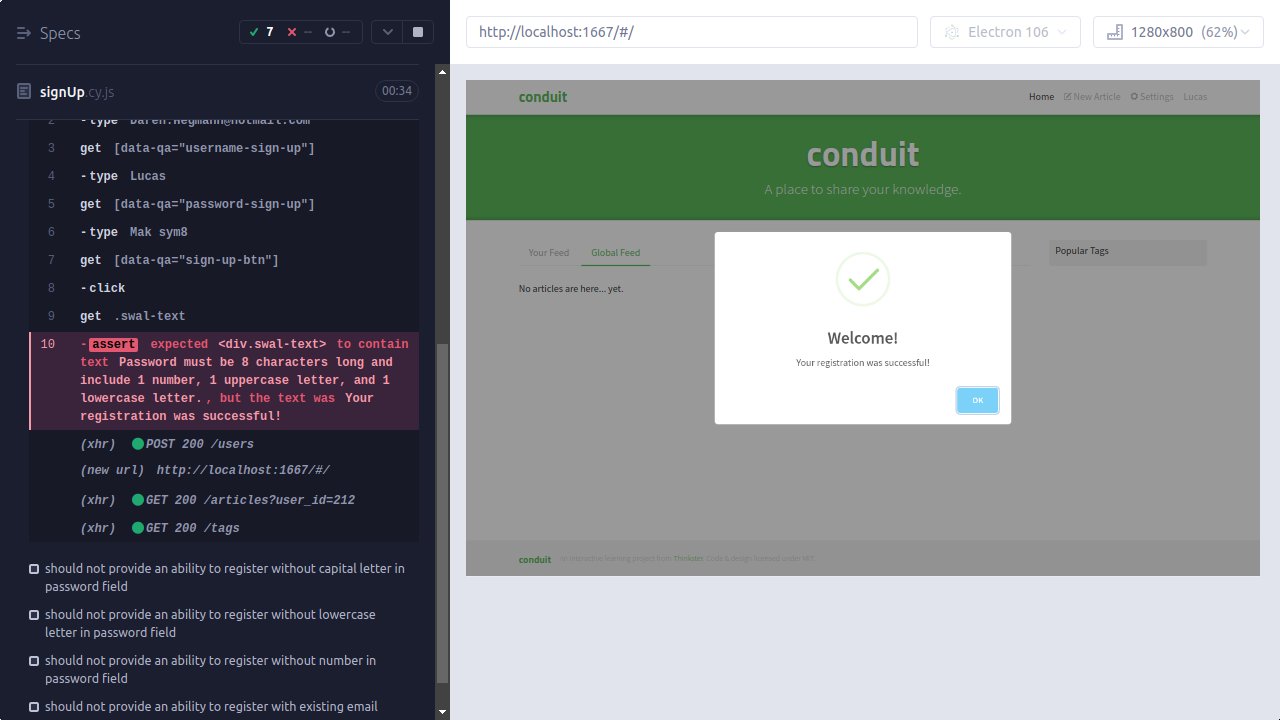 Specs
7
--
--
signUp.cy.js
00:34
2 -type Daren.Hegmann@hotmail.com
3 get [data-qa="username-sign-up"]
4 -type Lucas
5 get [data-qa="password-sign-up"]
6 -type Mak sym8
7 get [data-qa="sign-up-btn"]
8 -click
9 get .swal-text
10 -assert expected <div.swal-text> to contain
text Password must be 8 characters long and
include 1 number, 1 uppercase letter, and 1
lowercase letter. , but the text was Your
registration was successful!
(xhr) POST 200 /users
(new url) http://localhost:1667/#/
(xhr) GET 200 /articles?user_id=212
(xhr) GET 200 /tags
should not provide an ability to register without capital letter in
password field
should not provide an ability to register without lowercase
letter in password field
should not provide an ability to register without number in
password field
should not provide an ability to register with existing email
http://localhost:1667/#/
Electron 106
1280x800 (62%)
conduit
Home New Article Settings Lucas
conduit
A place to share your knowledge.
Your Feed Global Feed
Popular Tags
No articles are here... yet.
Welcome!
Your registration was successful!
OK
conduit An interactive learning project from Thinkster. Code & design licensed under MIT.